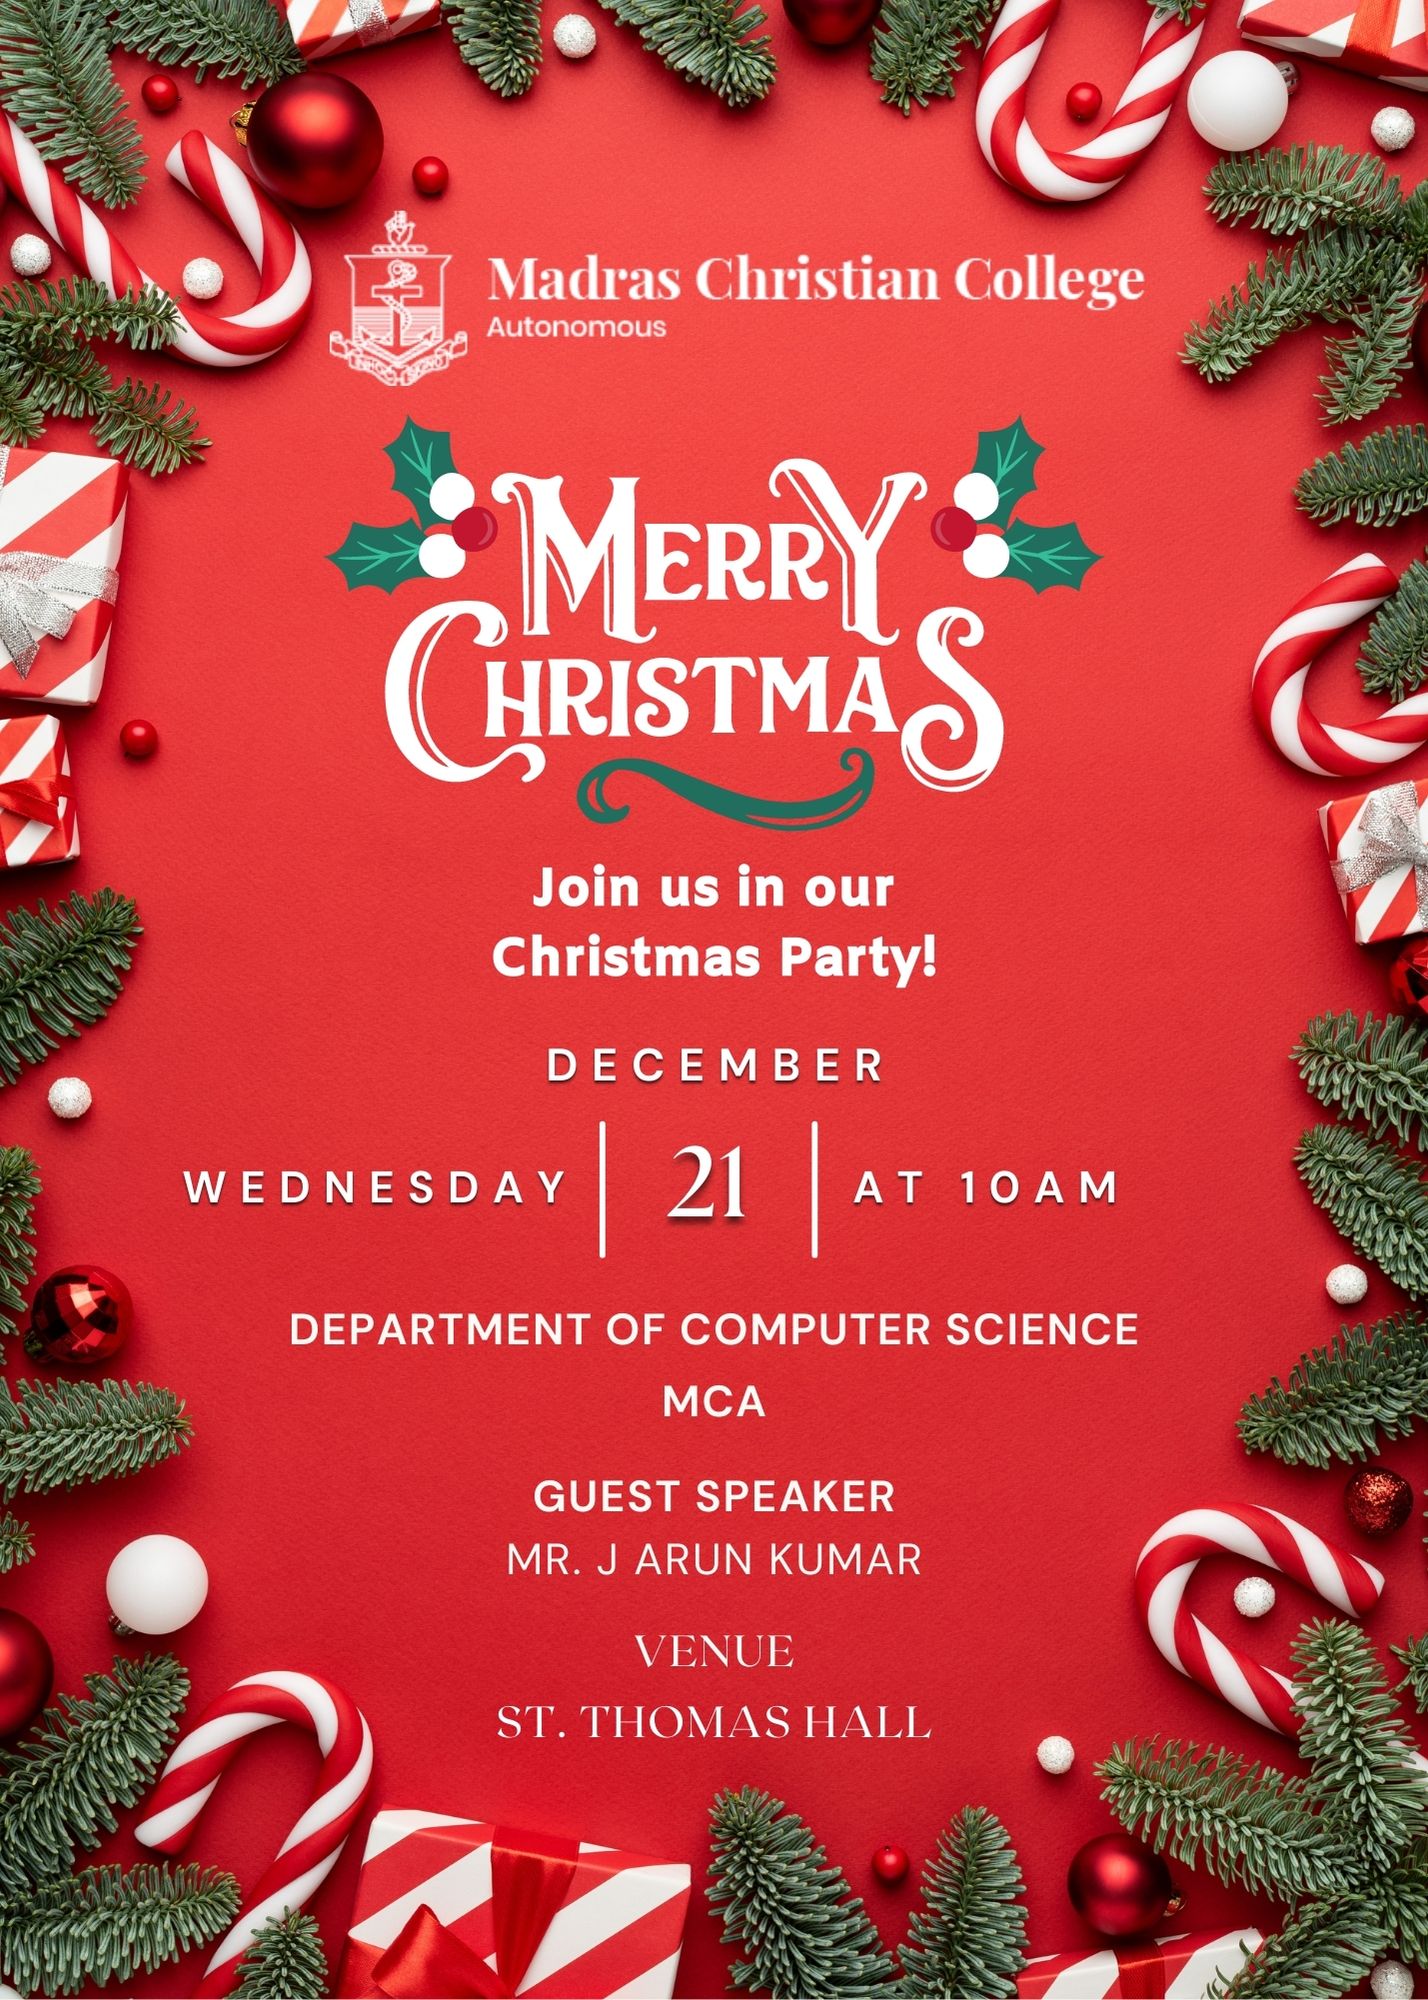 Madras Christian College
Autonomous
MERRY
CHRISTMAS
Join us in our
Christmas Party!
DECEMBER
WEDNESDAY 21 AT 10AM
DEPARTMENT OF COMPUTER SCIENCE
MCA
GUEST SPEAKER
MR. J ARUN KUMAR
VENUE
ST. THOMAS HALL